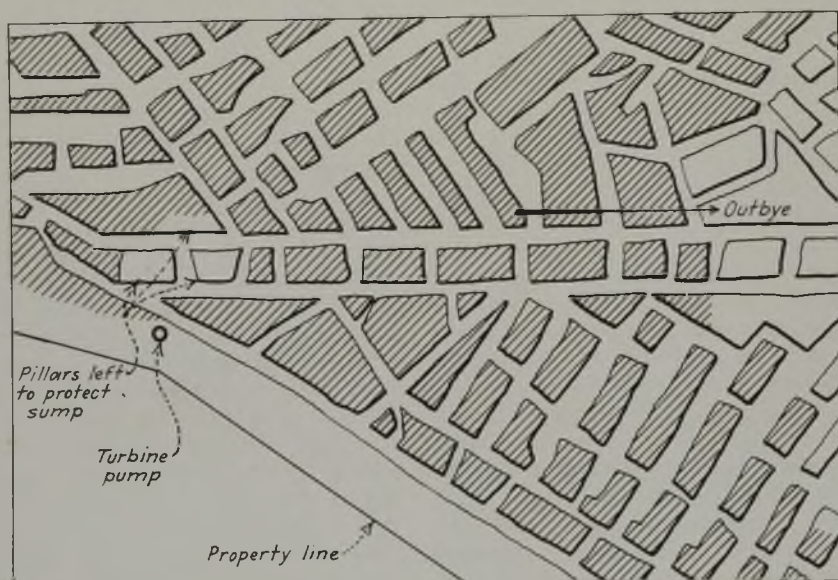 Outbye
Pillars left
to protect
sump
Turbine
pump
Property line